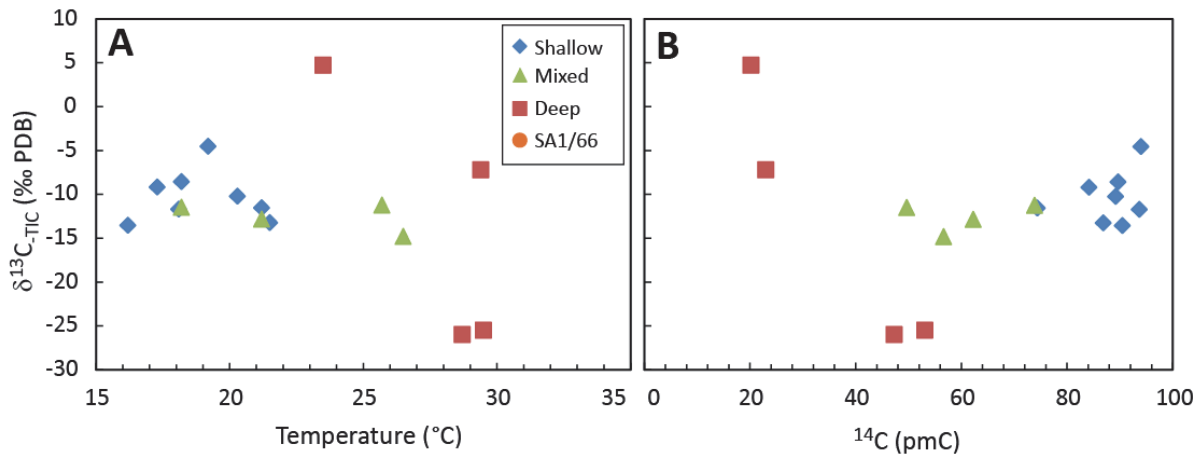 A
B
Shallow
Mixed
Deep
SA1/66
10
5
0
-5
-10
-15
-20
-25
-30
δ¹³C-TIC (‰ PDB)
15 20 25 30 35
0 20 40 60 80 100
Temperature (°C)
¹⁴C (pmC)